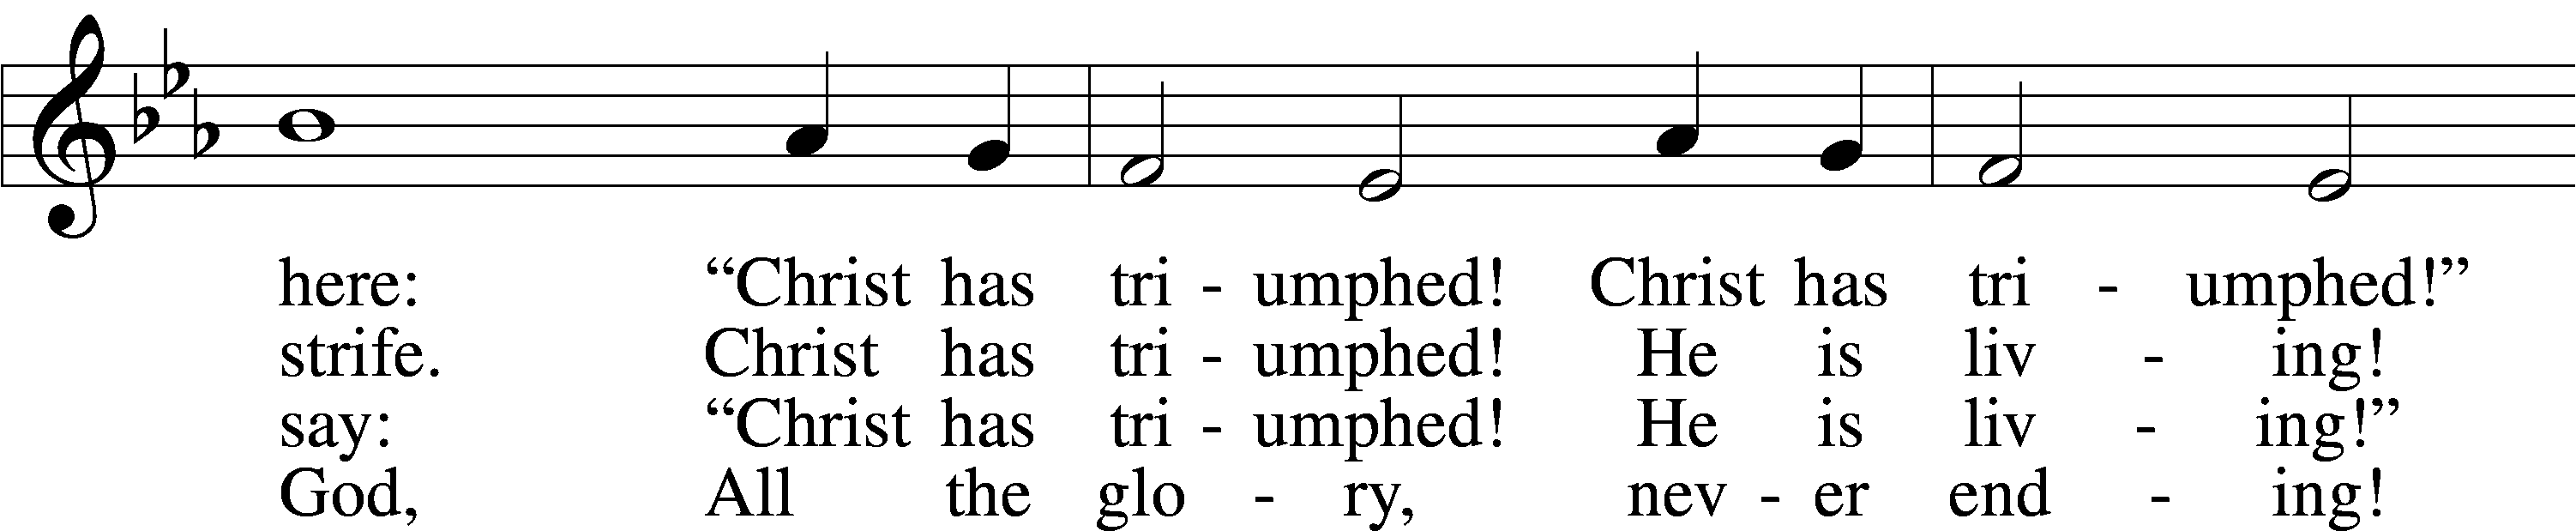 here: “Christ has tri - umphed! Christ has tri - umphed!”
strife. Christ has tri - umphed! He is liv - ing!
say: “Christ has tri - umphed! He is liv - ing!”
God, All the glo - ry, nev - er end - ing!